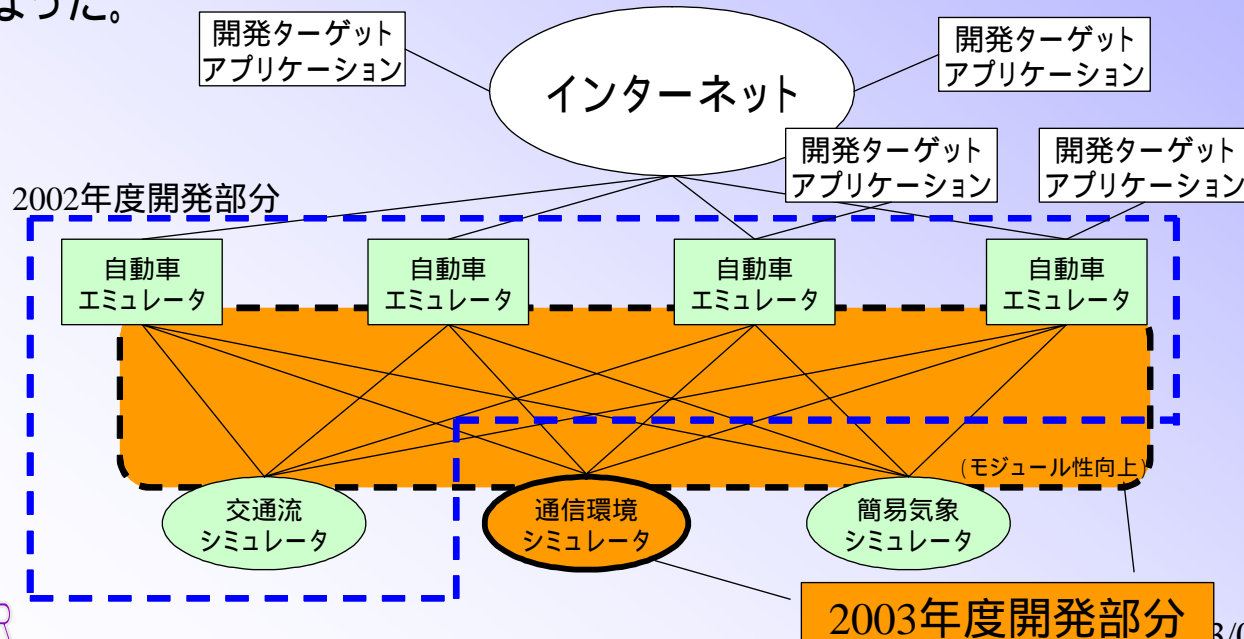 開発ターゲット
アプリケーション
インターネット
開発ターゲット
アプリケーション
開発ターゲット
アプリケーション
開発ターゲット
アプリケーション
2002年度開発部分
自動車
エミュレータ
自動車
エミュレータ
自動車
エミュレータ
自動車
エミュレータ
(モジュール性向上)
交通流
シミュレータ
通信環境
シミュレータ
簡易気象
シミュレータ
2003年度開発部分